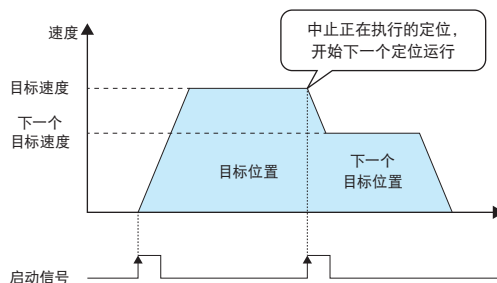 速度
中止正在执行的定位，
开始下一个定位运行
目标速度
下一个
目标速度
目标位置
下一个
目标位置
启动信号